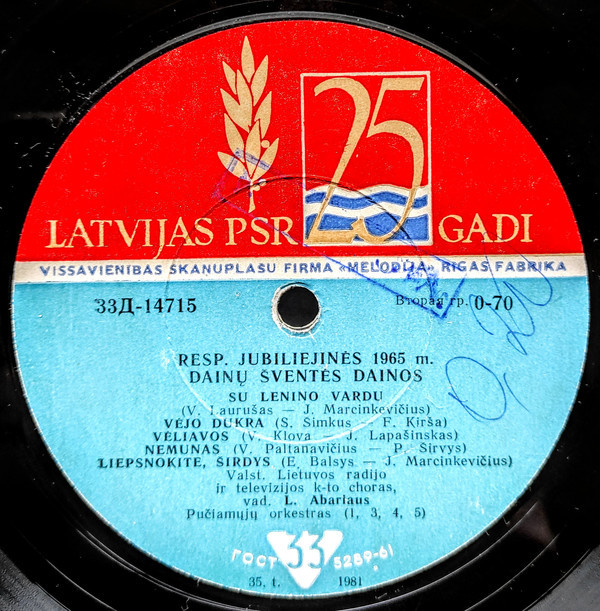 25
LATVIJAS PSR GADI
VISSAVIENĪBAS SKAŅUPLAŠU FIRMA «MELODIJA» RĪGAS FABRIKA
33Д-14715
Вторая гр. 0-70
RESP. JUBILIEJINĖS 1965 m.
DAINŲ ŠVENTĖS DAINOS
SU LENINO VARDU
(V. Laurušas — J. Marcinkevičius)
VĖJO DUKRA (S. Šimkus — F. Kirša)
VĖLIAVOS (V. Klova — J. Lapašinskas)
NEMUNAS (V. Paltanavičius — P. Širvys)
LIEPSNOKITE, ŠIRDYS (E. Balsys — J. Marcinkevičius)
Valst. Lietuvos radijo
ir televizijos k-to choras,
vad. L. Abariaus
Pučiamųjų orkestras (1, 3, 4, 5)
ГОСТ 33 5289-61
35. t. 1981